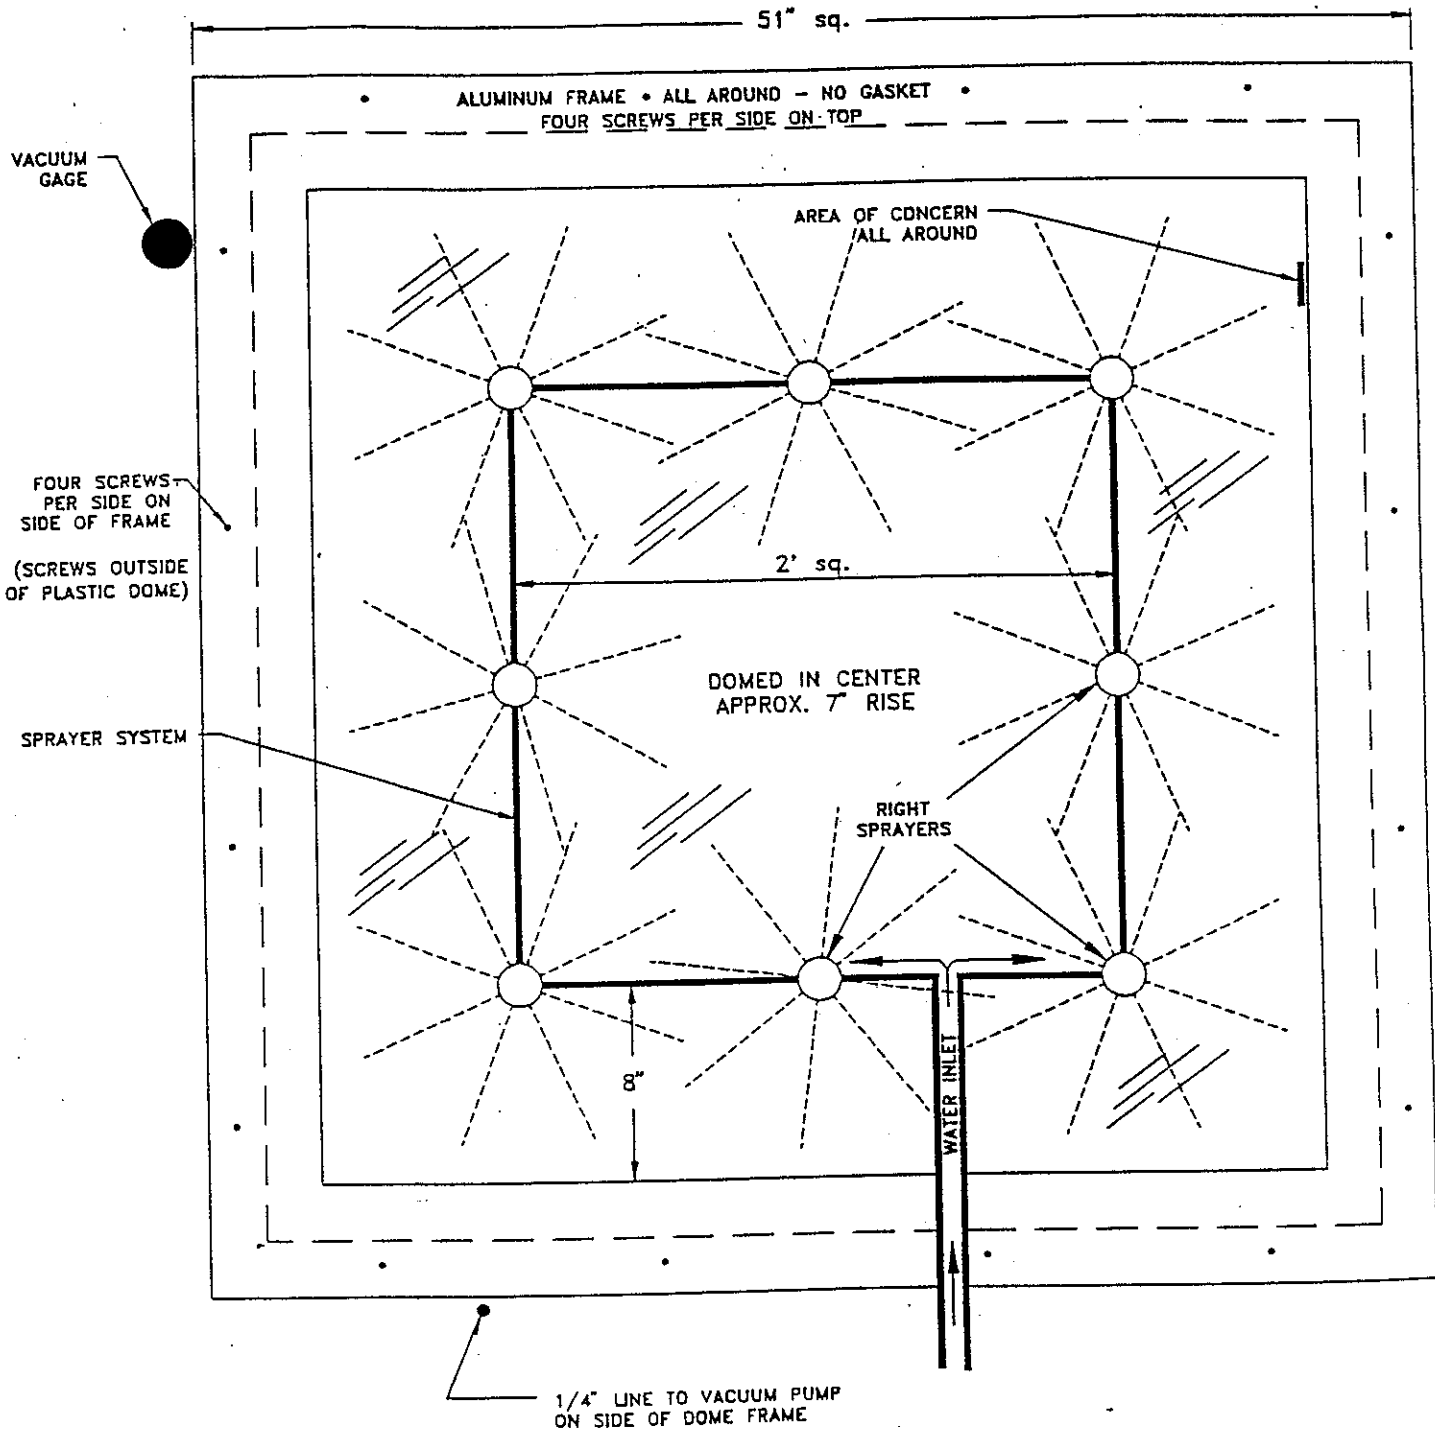 51" sq.
ALUMINUM FRAME • ALL AROUND – NO GASKET
FOUR SCREWS PER SIDE ON TOP
VACUUM
GAGE
AREA OF CONCERN
ALL AROUND
FOUR SCREWS
PER SIDE ON
SIDE OF FRAME
(SCREWS OUTSIDE
OF PLASTIC DOME)
2' sq.
DOMED IN CENTER
APPROX. 7" RISE
SPRAYER SYSTEM
RIGHT
SPRAYERS
8"
WATER INLET
1/4" LINE TO VACUUM PUMP
ON SIDE OF DOME FRAME